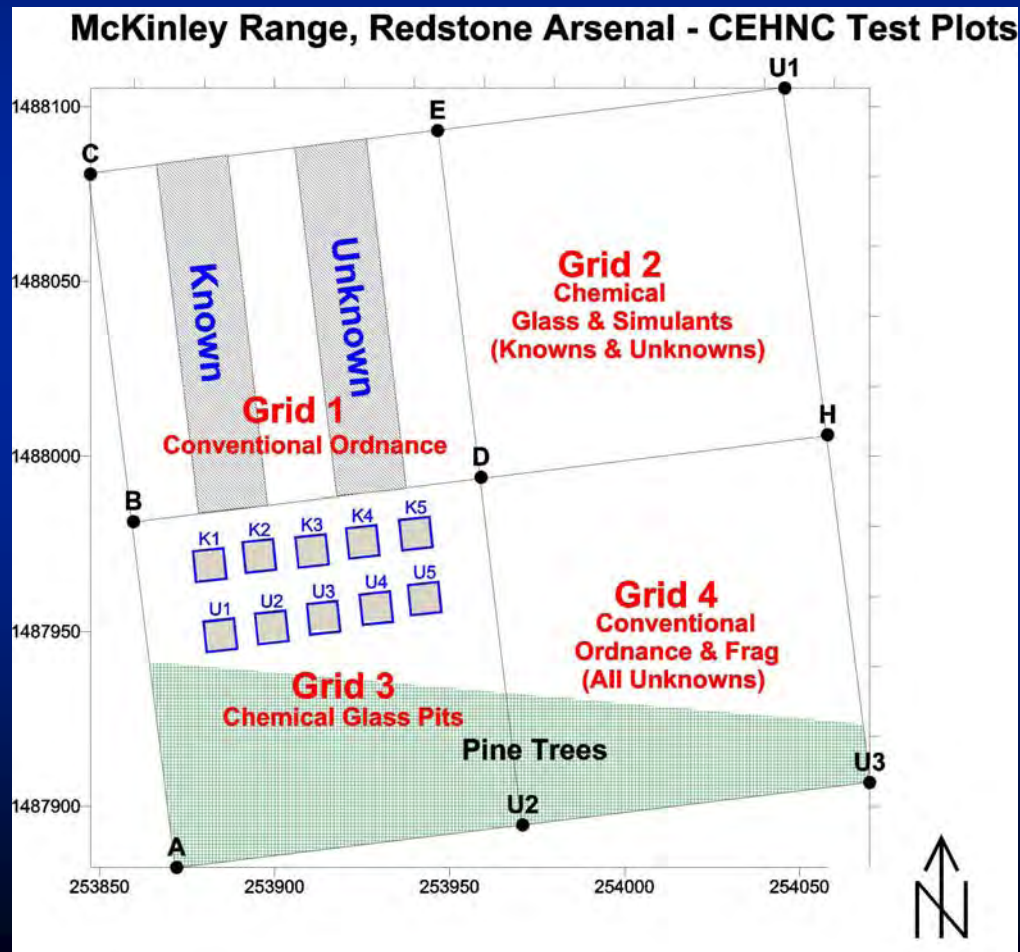 McKinley Range, Redstone Arsenal - CEHNC Test Plots
U1
1488100
E
C
Known
Unknown
Grid 2
Chemical
Glass & Simulants
(Knowns & Unknowns)
1488050
Grid 1
Conventional Ordnance
H
1488000
D
B
K1
K2
K3
K4
K5
U1
U2
U3
U4
U5
Grid 4
Conventional
Ordnance & Frag
(All Unknowns)
1487950
Grid 3
Chemical Glass Pits
Pine Trees
U3
1487900
U2
A
253850
253900
253950
254000
254050
N